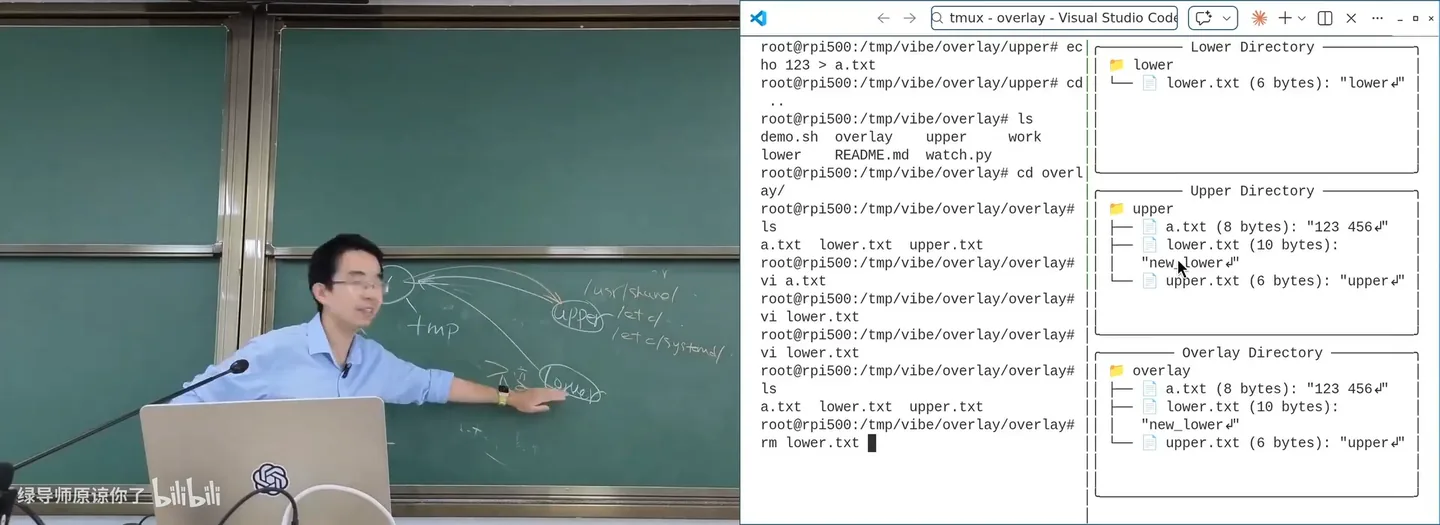 /usr/share/
upper
/etc/
/etc/systemd/
tmp
lower
绿导师原谅你了 bilibili
tmux - overlay - Visual Studio Code
root@rpi500:/tmp/vibe/overlay/upper# ec
ho 123 > a.txt
root@rpi500:/tmp/vibe/overlay/upper# cd
..
root@rpi500:/tmp/vibe/overlay# ls
demo.sh overlay upper work
lower README.md watch.py
root@rpi500:/tmp/vibe/overlay# cd overl
ay/
root@rpi500:/tmp/vibe/overlay/overlay#
ls
a.txt lower.txt upper.txt
root@rpi500:/tmp/vibe/overlay/overlay#
vi a.txt
root@rpi500:/tmp/vibe/overlay/overlay#
vi lower.txt
root@rpi500:/tmp/vibe/overlay/overlay#
vi lower.txt
root@rpi500:/tmp/vibe/overlay/overlay#
ls
a.txt lower.txt upper.txt
root@rpi500:/tmp/vibe/overlay/overlay#
rm lower.txt
Lower Directory
📁 lower
└── 📄 lower.txt (6 bytes): "lower↲"
Upper Directory
📁 upper
├── 📄 a.txt (8 bytes): "123 456↲"
├── 📄 lower.txt (10 bytes):
│ "new_lower↲"
└── 📄 upper.txt (6 bytes): "upper↲"
Overlay Directory
📁 overlay
├── 📄 a.txt (8 bytes): "123 456↲"
├── 📄 lower.txt (10 bytes):
│ "new_lower↲"
└── 📄 upper.txt (6 bytes): "upper↲"